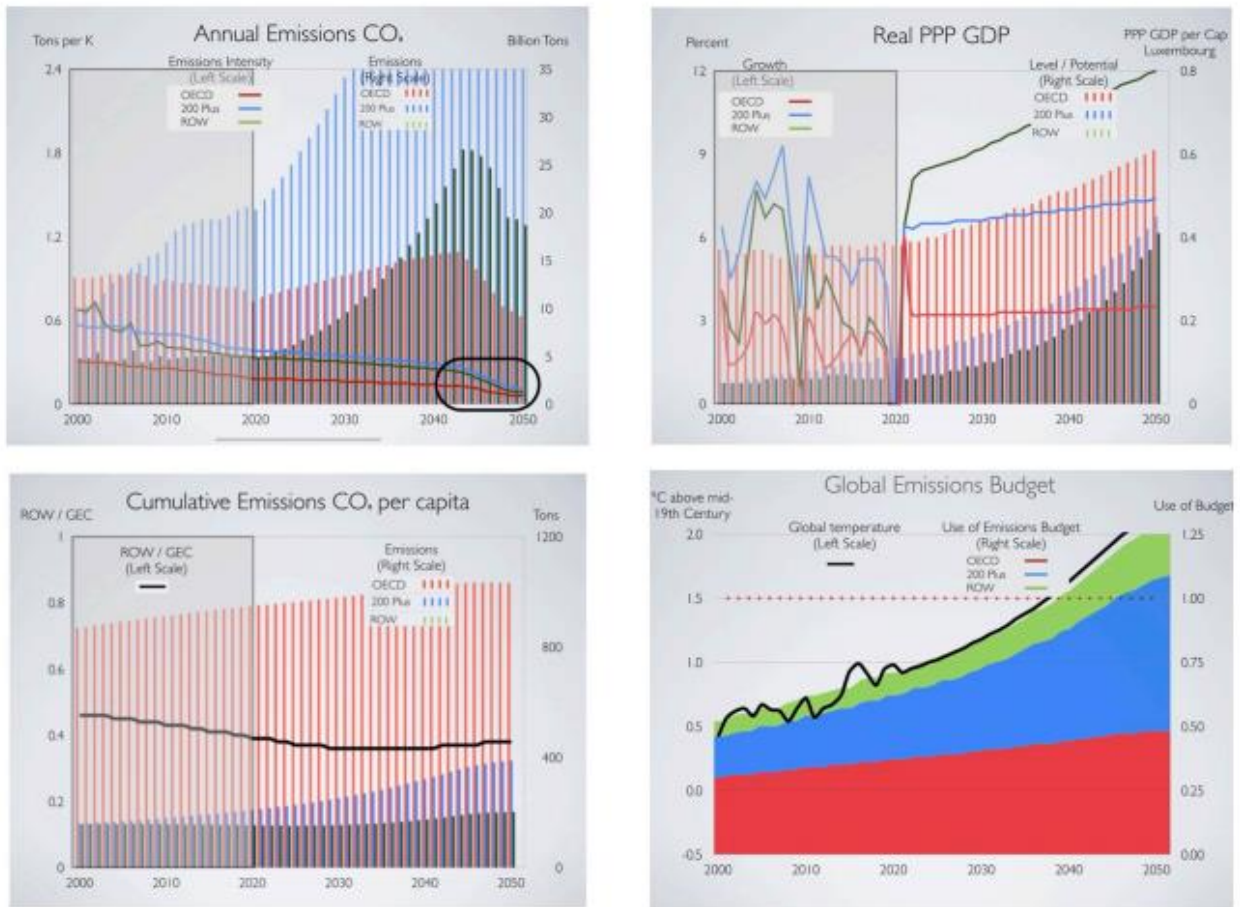 Annual Emissions CO₂
Tons per K
Billion Tons
Emissions Intensity
(Left Scale)
OECD
200 Plus
ROW
Emissions
(Right Scale)
OECD
200 Plus
ROW
2.4
1.8
1.2
0.6
0
35
30
25
20
15
10
5
0
2000 2010 2020 2030 2040 2050
Real PPP GDP
Percent
PPP GDP per Cap
Luxembourg
Growth
(Left Scale)
OECD
200 Plus
ROW
Level / Potential
(Right Scale)
OECD
200 Plus
ROW
12
9
6
3
0
0.8
0.6
0.4
0.2
0
2000 2010 2020 2030 2040 2050
Cumulative Emissions CO₂ per capita
ROW / GEC
Tons
ROW / GEC
(Left Scale)
Emissions
(Right Scale)
OECD
200 Plus
ROW
1
0.8
0.6
0.4
0.2
0
1200
800
400
0
2000 2010 2020 2030 2040 2050
Global Emissions Budget
°C above mid-
19th Century
Use of Budget
Global temperature
(Left Scale)
Use of Emissions Budget
(Right Scale)
OECD
200 Plus
ROW
2.0
1.5
1.0
0.5
0.0
-0.5
1.25
1.00
0.75
0.50
0.25
0.00
2000 2010 2020 2030 2040 2050